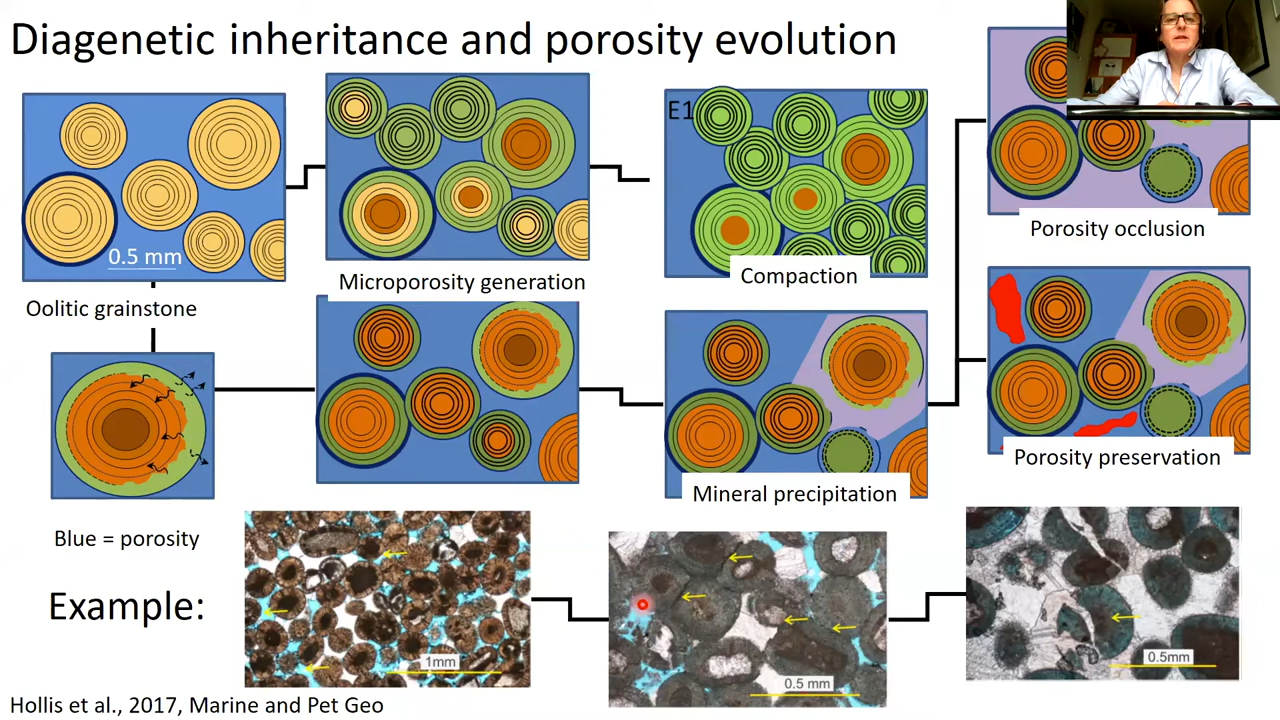 Diagenetic inheritance and porosity evolution
E1
0.5 mm
Oolitic grainstone
Microporosity generation
Compaction
Porosity occlusion
Mineral precipitation
Porosity preservation
Blue = porosity
Example:
1mm
0.5 mm
0.5mm
Hollis et al., 2017, Marine and Pet Geo